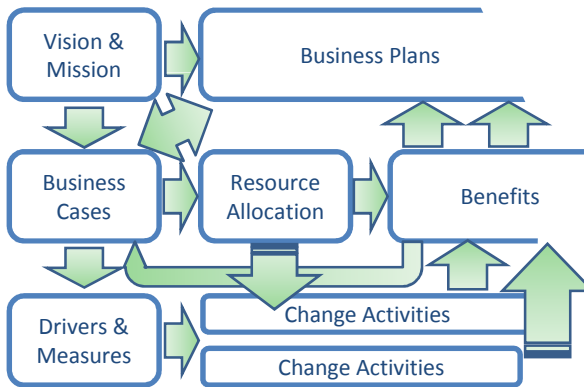 Vision &
Mission
Business Plans
Business
Cases
Resource
Allocation
Benefits
Drivers &
Measures
Change Activities
Change Activities